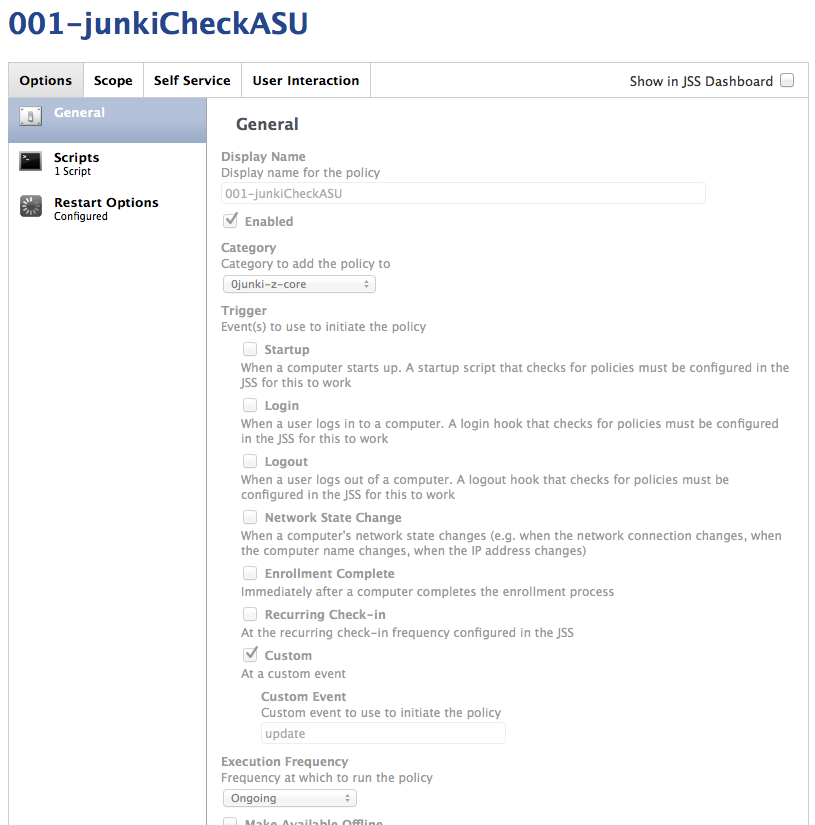 001-junkiCheckASU
Options
Scope
Self Service
User Interaction
Show in JSS Dashboard
General
Scripts
1 Script
Restart Options
Configured
General
Display Name
Display name for the policy
001-junkiCheckASU
Enabled
Category
Category to add the policy to
0junki-z-core
Trigger
Event(s) to use to initiate the policy
Startup
When a computer starts up. A startup script that checks for policies must be configured in the
JSS for this to work
Login
When a user logs in to a computer. A login hook that checks for policies must be configured
in the JSS for this to work
Logout
When a user logs out of a computer. A logout hook that checks for policies must be
configured in the JSS for this to work
Network State Change
When a computer's network state changes (e.g. when the network connection changes, when
the computer name changes, when the IP address changes)
Enrollment Complete
Immediately after a computer completes the enrollment process
Recurring Check-in
At the recurring check-in frequency configured in the JSS
Custom
At a custom event
Custom Event
Custom event to use to initiate the policy
update
Execution Frequency
Frequency at which to run the policy
Ongoing
Make Available Offline